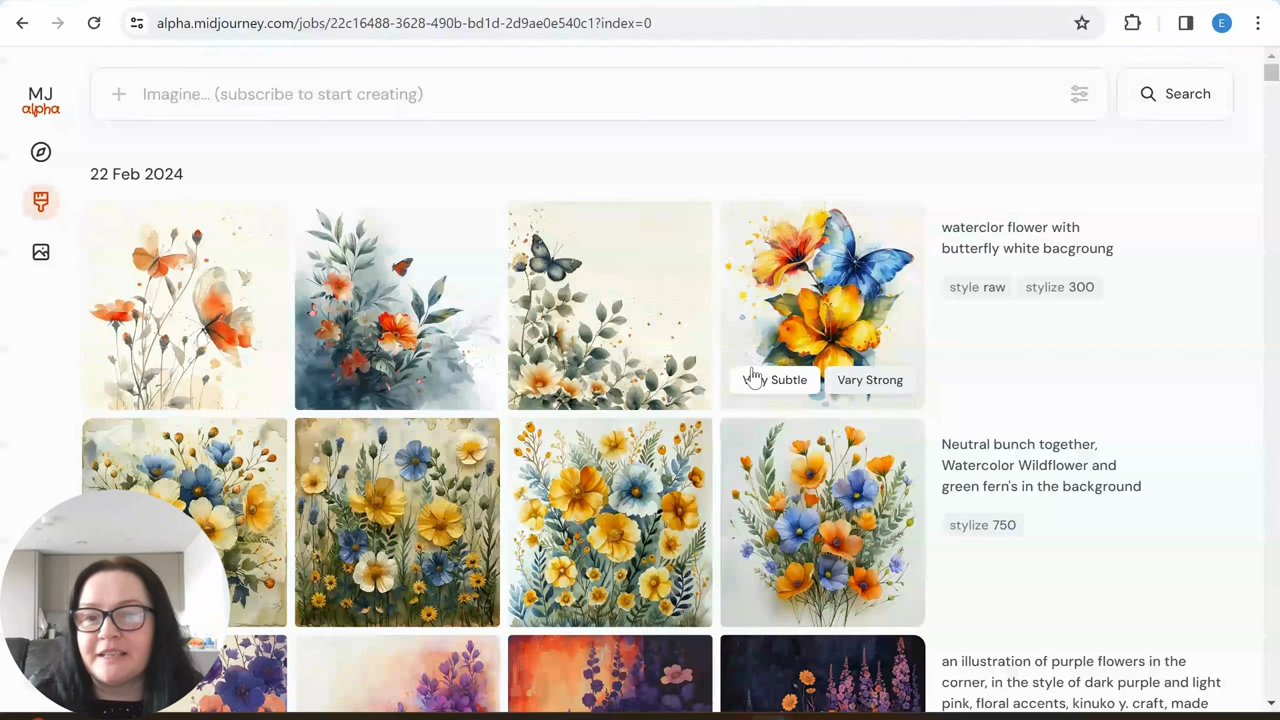 alpha.midjourney.com/jobs/22c16488-3628-490b-bd1d-2d9ae0e540c1?index=0
E
MJ
alpha
Imagine... (subscribe to start creating)
Search
22 Feb 2024
waterclor flower with
butterfly white bacgroung
style raw stylize 300
Subtle
Vary Strong
Neutral bunch together,
Watercolor Wildflower and
green fern's in the background
stylize 750
an illustration of purple flowers in the
corner, in the style of dark purple and light
pink, floral accents, kinuko y. craft, made